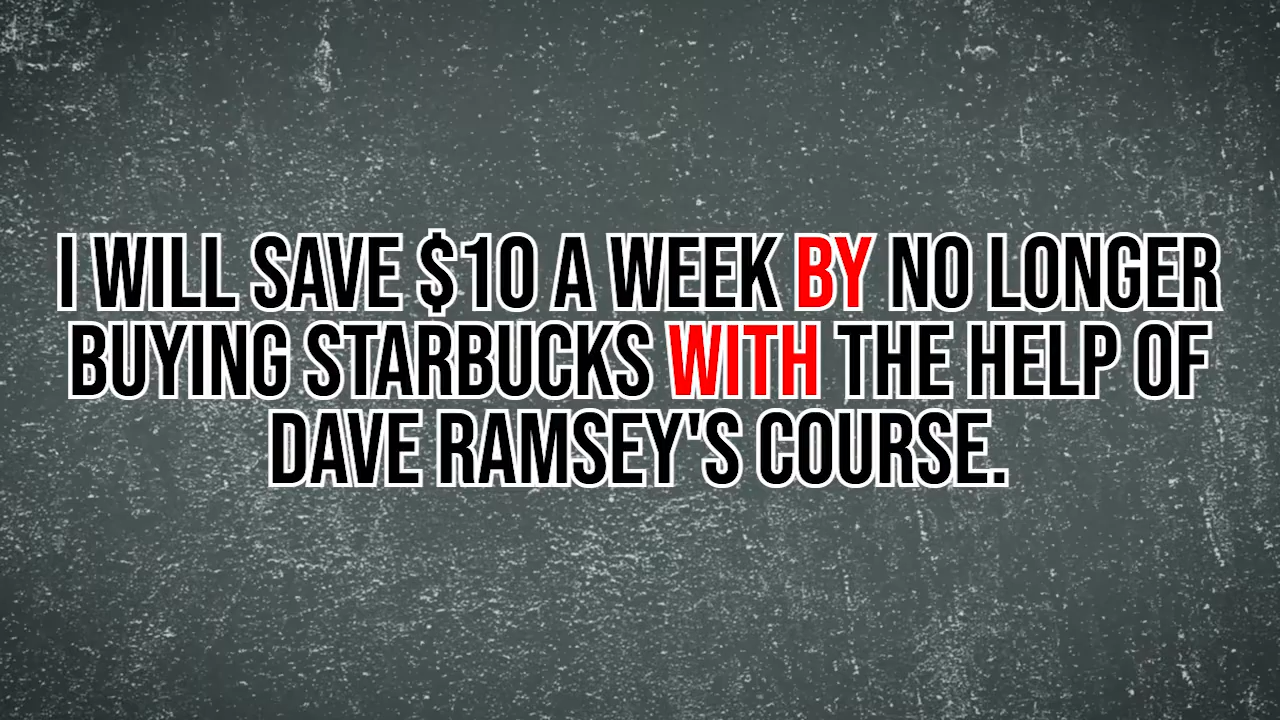 I WILL SAVE $10 A WEEK BY NO LONGER
BUYING STARBUCKS WITH THE HELP OF
DAVE RAMSEY'S COURSE.